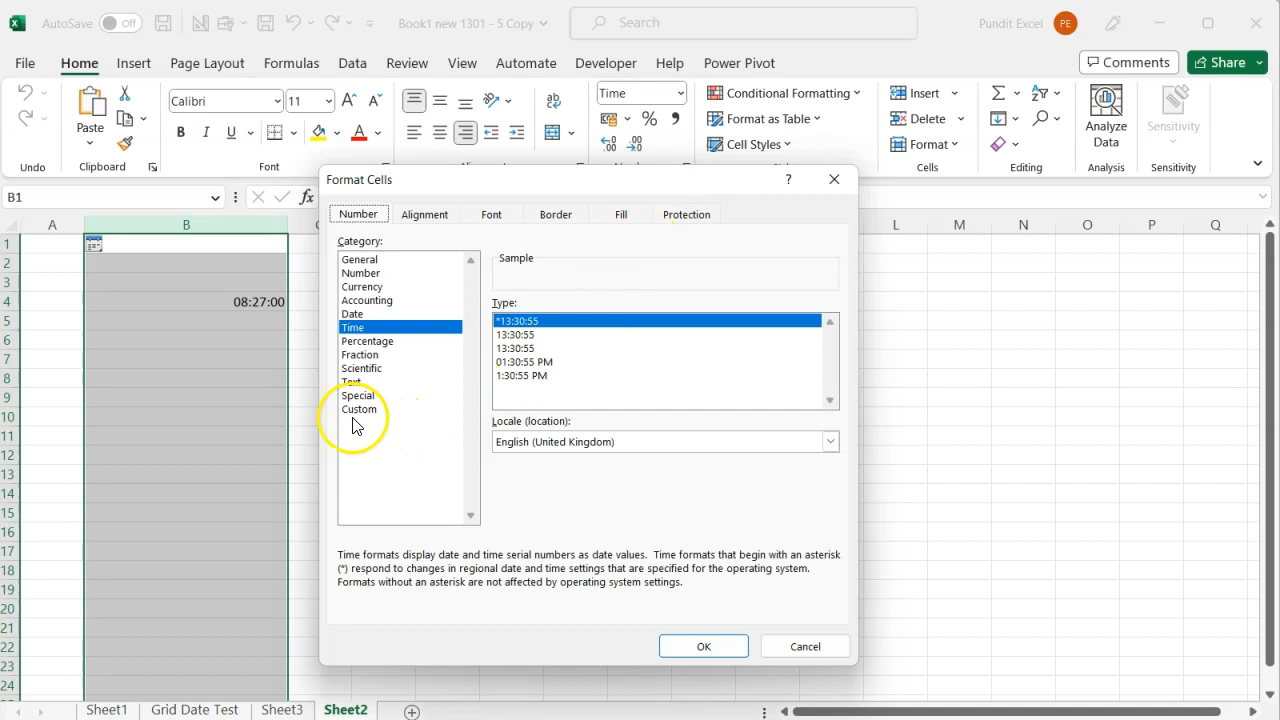 AutoSave Off Book1 new 1301 - 5 Copy Search Pundit Excel PE
File Home Insert Page Layout Formulas Data Review View Automate Developer Help Power Pivot Comments Share
Paste Calibri 11 Time Conditional Formatting Insert
Format as Table Delete
B I U Cell Styles Format
Analyze Data
Sensitivity
Undo Clipboard Font Cells Editing Analysis Sensitivity
B1 fx
A B L M N O P Q
1
2
3
4 08:27:00
5
6
7
8
9
10
11
12
13
14
15
16
17
18
19
20
21
22
23
24
Format Cells ?
Number Alignment Font Border Fill Protection
Category:
General
Number
Currency
Accounting
Date
Time
Percentage
Fraction
Scientific
Text
Special
Custom
Sample
Type:
*13:30:55
13:30:55
13:30:55
01:30:55 PM
1:30:55 PM
Locale (location):
English (United Kingdom)
Time formats display date and time serial numbers as date values. Time formats that begin with an asterisk
(*) respond to changes in regional date and time settings that are specified for the operating system.
Formats without an asterisk are not affected by operating system settings.
OK Cancel
Sheet1 Grid Date Test Sheet3 Sheet2